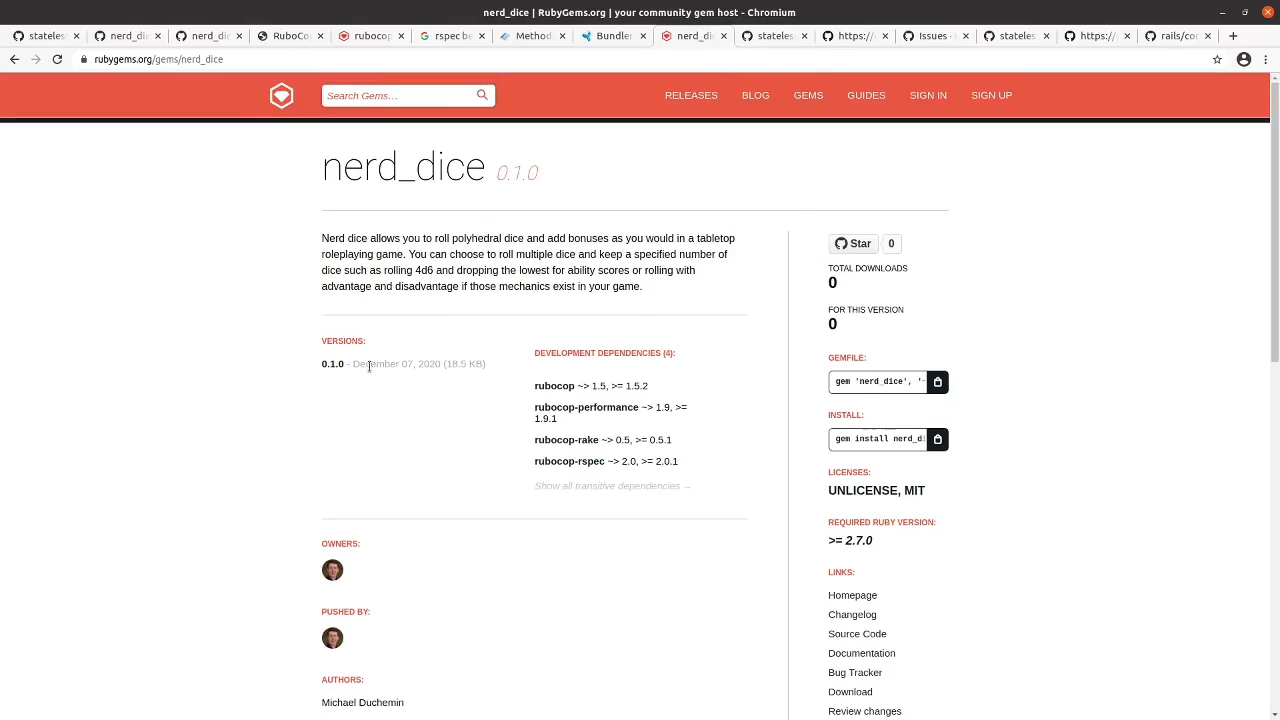 nerd_dice | RubyGems.org | your community gem host - Chromium
stateles
nerd_dic
nerd_dic
RuboCo
rubocop
rspec be
Method
Bundler
nerd_di
stateles
https://
Issues ·
stateles
https://
rails/co
rubygems.org/gems/nerd_dice
Search Gems…
RELEASES
BLOG
GEMS
GUIDES
SIGN IN
SIGN UP
nerd_dice 0.1.0
Nerd dice allows you to roll polyhedral dice and add bonuses as you would in a tabletop
roleplaying game. You can choose to roll multiple dice and keep a specified number of
dice such as rolling 4d6 and dropping the lowest for ability scores or rolling with
advantage and disadvantage if those mechanics exist in your game.
VERSIONS:
0.1.0 - December 07, 2020 (18.5 KB)
DEVELOPMENT DEPENDENCIES (4):
rubocop ~> 1.5, >= 1.5.2
rubocop-performance ~> 1.9, >=
1.9.1
rubocop-rake ~> 0.5, >= 0.5.1
rubocop-rspec ~> 2.0, >= 2.0.1
Show all transitive dependencies →
OWNERS:
PUSHED BY:
AUTHORS:
Michael Duchemin
Star
0
TOTAL DOWNLOADS
0
FOR THIS VERSION
0
GEMFILE:
gem 'nerd_dice', '~
INSTALL:
gem install nerd_di
LICENSES:
UNLICENSE, MIT
REQUIRED RUBY VERSION:
>= 2.7.0
LINKS:
Homepage
Changelog
Source Code
Documentation
Bug Tracker
Download
Review changes